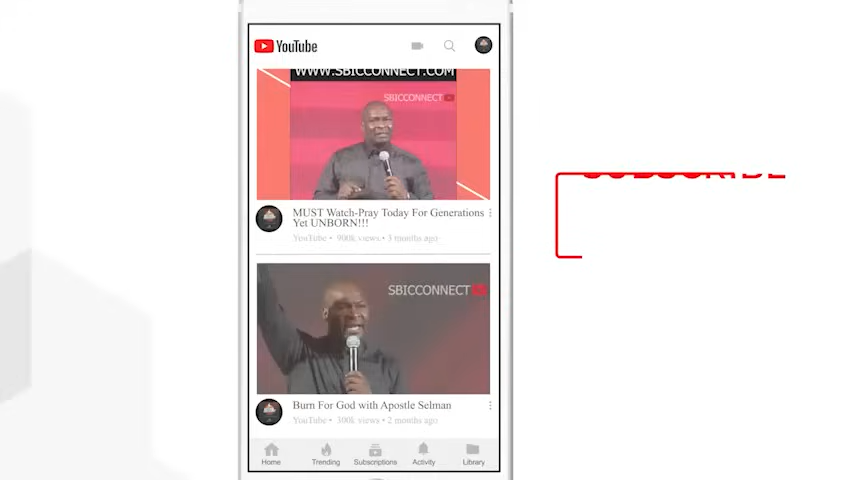 YouTube
WWW.SBICCONNECT.COM
SBICCONNECT
MUST Watch-Pray Today For Generations
Yet UNBORN!!!
YouTube • 900k views • 3 months ago
SBICCONNECT
Burn For God with Apostle Selman
YouTube • 300k views • 2 months ago
Home Trending Subscriptions Activity Library
SUBSCRIBE